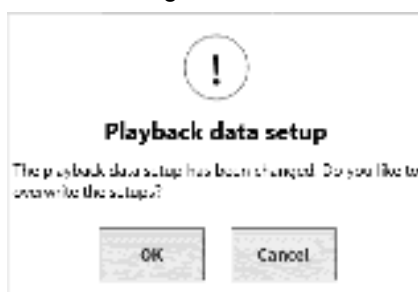 !
Playback data setup
The playback data setup has been changed. Do you like to
overwrite the setups?
OK
Cancel